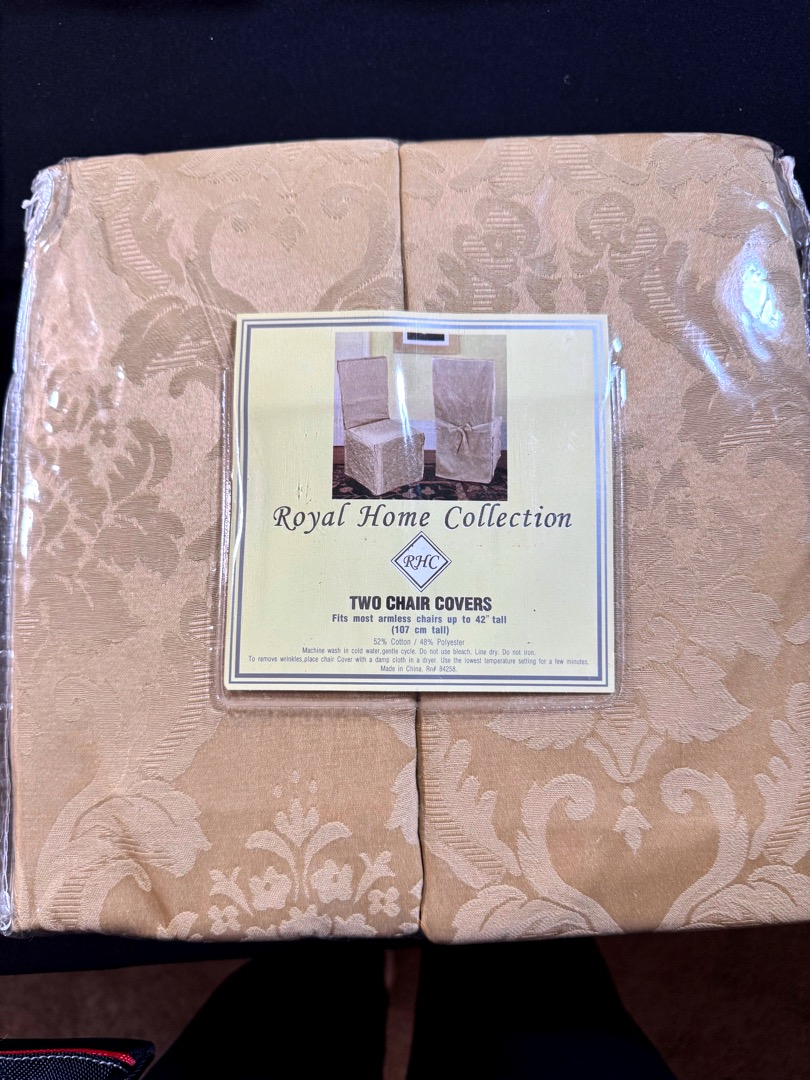 Royal Home Collection
RHC
TWO CHAIR COVERS
Fits most armless chairs up to 42" tall
(107 cm tall)
52% Cotton / 48% Polyester
Machine wash in cold water,gentle cycle. Do not use bleach. Line dry. Do not iron.
To remove wrinkles,place chair Cover with a damp cloth in a dryer. Use the lowest temperature setting for a few minutes.
Made in China. Rn# 84258.